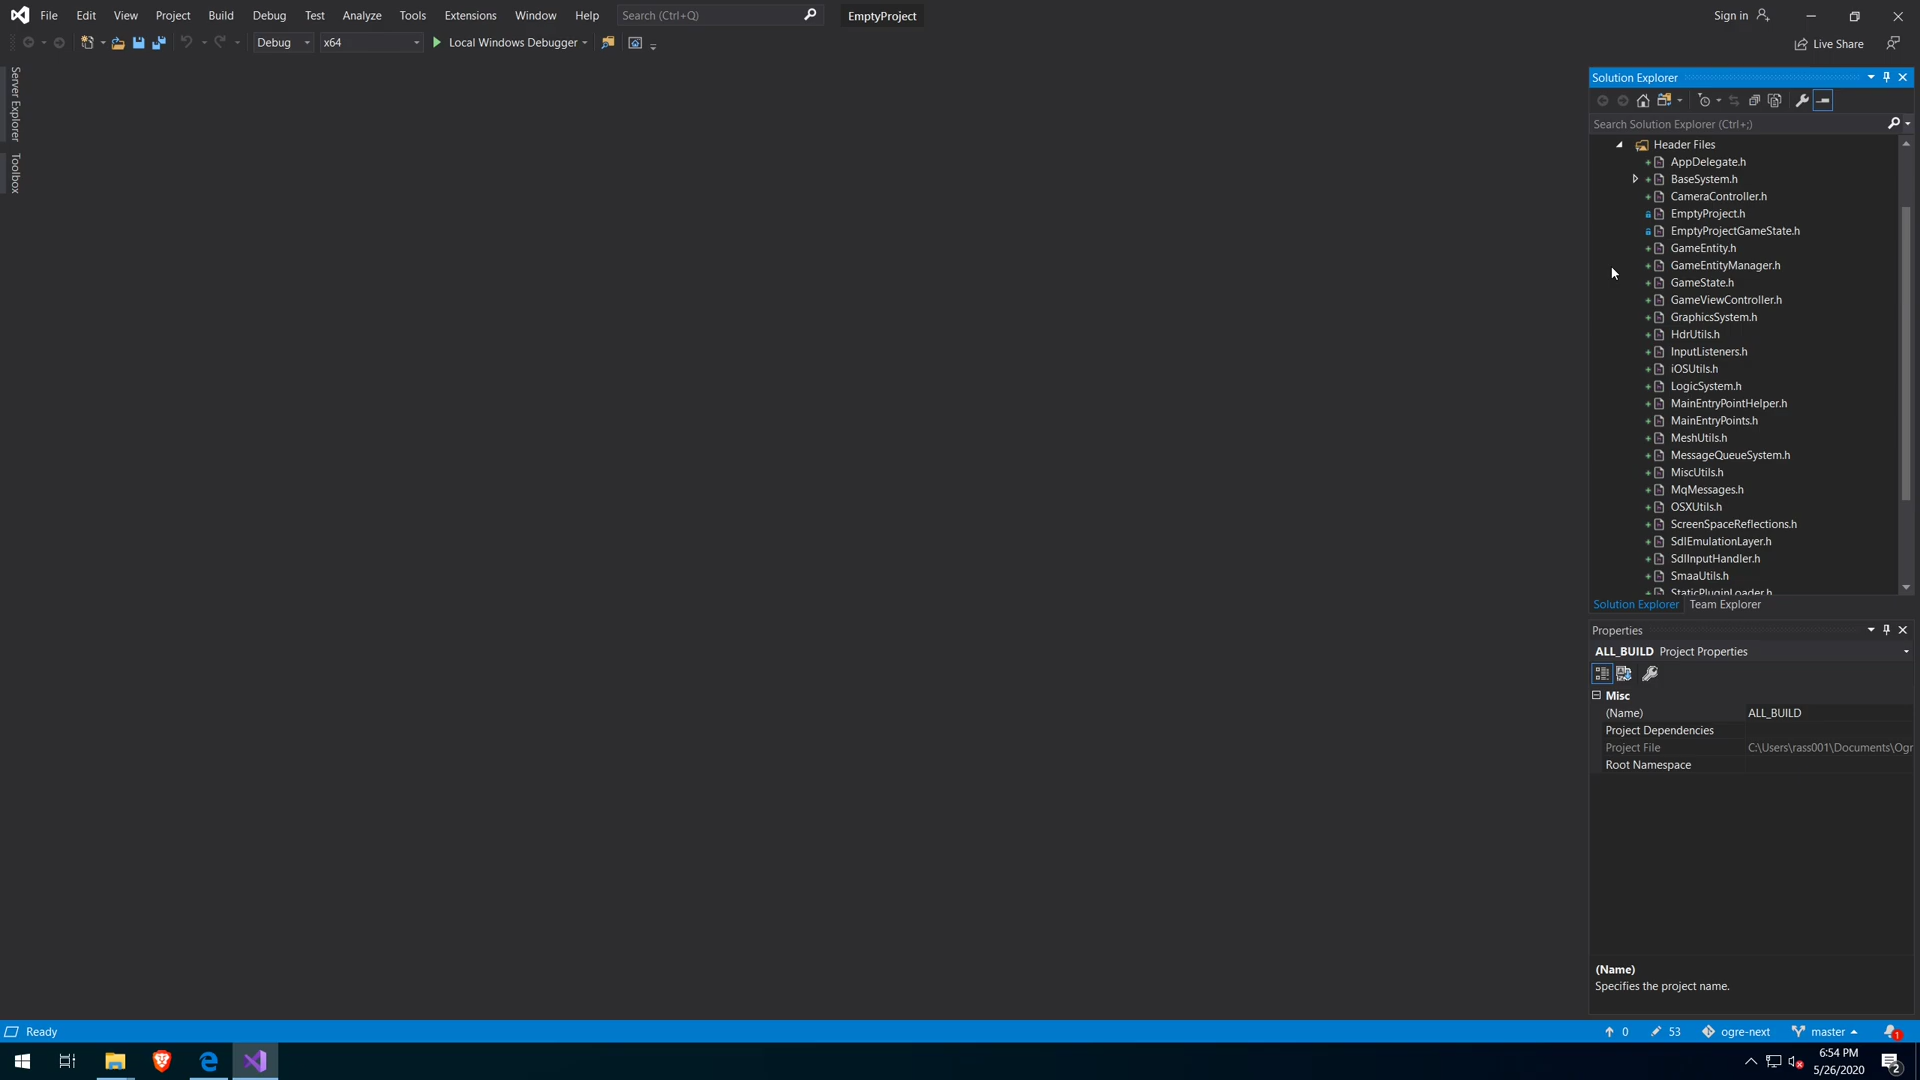 File Edit View Project Build Debug Test Analyze Tools Extensions Window Help Search (Ctrl+Q) EmptyProject Sign in
Debug x64 Local Windows Debugger Live Share
Server Explorer
Toolbox
Solution Explorer
Search Solution Explorer (Ctrl+;)
Header Files
AppDelegate.h
BaseSystem.h
CameraController.h
EmptyProject.h
EmptyProjectGameState.h
GameEntity.h
GameEntityManager.h
GameState.h
GameViewController.h
GraphicsSystem.h
HdrUtils.h
InputListeners.h
iOSUtils.h
LogicSystem.h
MainEntryPointHelper.h
MainEntryPoints.h
MeshUtils.h
MessageQueueSystem.h
MiscUtils.h
MqMessages.h
OSXUtils.h
ScreenSpaceReflections.h
SdlEmulationLayer.h
SdlInputHandler.h
SmaaUtils.h
StaticPluginLoader.h
Solution Explorer Team Explorer
Properties
ALL_BUILD Project Properties
Misc
(Name) ALL_BUILD
Project Dependencies
Project File C:\Users\rass001\Documents\Ogr
Root Namespace
(Name)
Specifies the project name.
Ready 0 53 ogre-next master 1
6:54 PM
5/26/2020 2